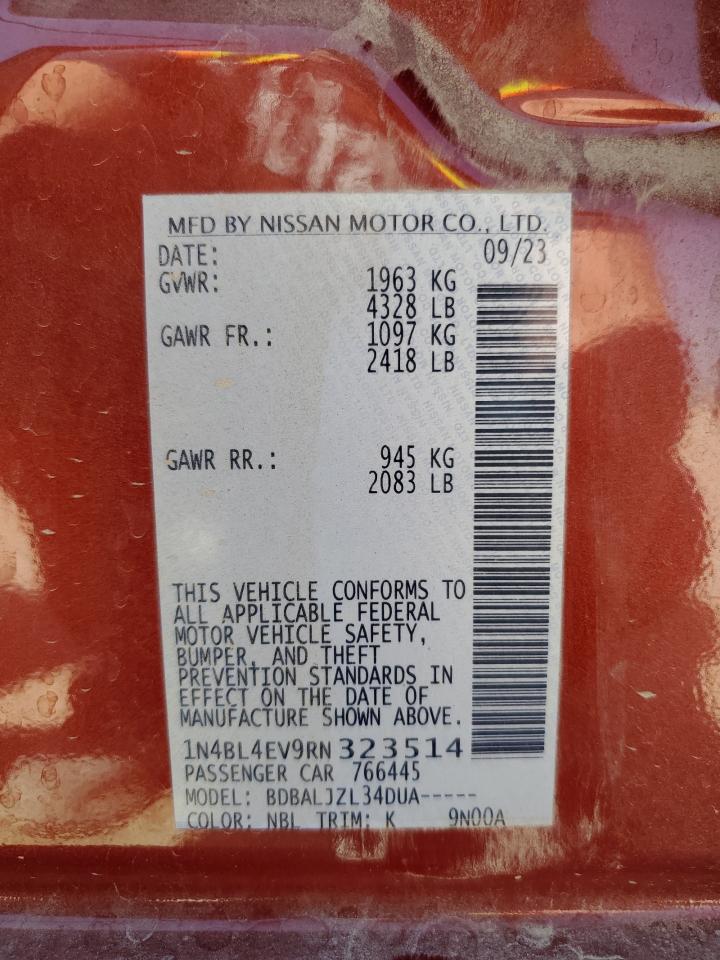 MFD BY NISSAN MOTOR CO., LTD.
DATE: 09/23
GVWR: 1963 KG
4328 LB
GAWR FR.: 1097 KG
2418 LB
GAWR RR.: 945 KG
2083 LB
THIS VEHICLE CONFORMS TO
ALL APPLICABLE FEDERAL
MOTOR VEHICLE SAFETY,
BUMPER, AND THEFT
PREVENTION STANDARDS IN
EFFECT ON THE DATE OF
MANUFACTURE SHOWN ABOVE.
1N4BL4EV9RN 323514
PASSENGER CAR 766445
MODEL: BDBALJZL34DUA-----
COLOR: NBL TRIM: K 9N00A